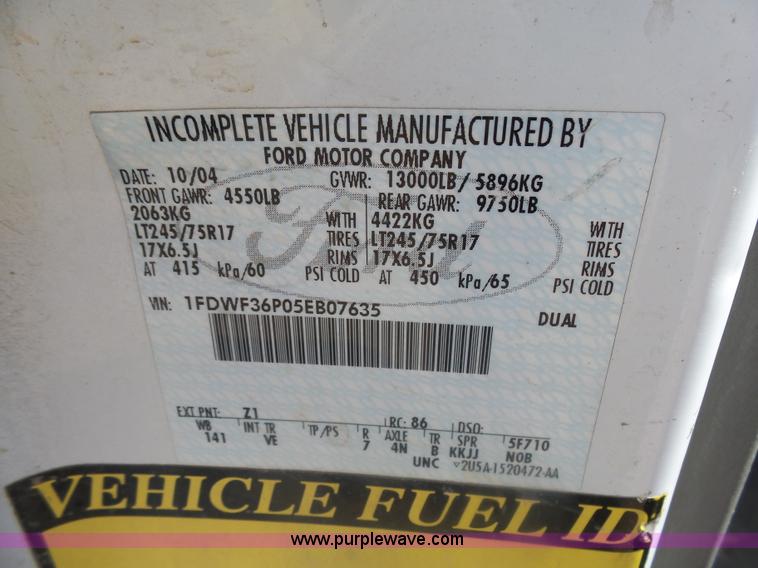 INCOMPLETE VEHICLE MANUFACTURED BY
FORD MOTOR COMPANY
DATE: 10/04 GVWR: 13000LB/ 5896KG
FRONT GAWR: 4550LB REAR GAWR: 9750LB
2063KG WITH 4422KG WITH
LT245/75R17 TIRES LT245/75R17 TIRES
17X6.5J RIMS 17X6.5J RIMS
AT 415 kPa/60 PSI COLD AT 450 kPa/65 PSI COLD
Ford
VIN: 1FDWF36P05EB07635 DUAL
EXT PNT: Z1 RC: 86 DSO:
WB INT TR TP/PS R AXLE TR SPR 5F710
141 VE 7 4N B KKJJ NOB
UNC 2U5A-1520472-AA
VEHICLE FUEL ID
www.purplewave.com